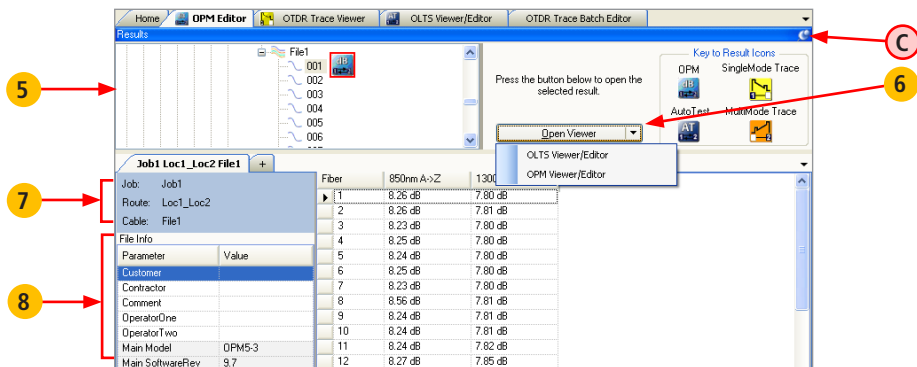 Home OPM Editor OTDR Trace Viewer OLTS Viewer/Editor OTDR Trace Batch Editor
Results
C
File1
001 dB
002
003
004
005
006
5
Press the button below to open the
selected result.
Open Viewer
OLTS Viewer/Editor
OPM Viewer/Editor
Key to Result Icons
OPM SingleMode Trace
dB 1
AutoTest MultiMode Trace
AT
6
Job1 Loc1_Loc2 File1 +
7
Job: Job1
Route: Loc1_Loc2
Cable: File1
8
File Info
Parameter Value
Customer
Contractor
Comment
OperatorOne
OperatorTwo
Main Model OPM5-3
Main SoftwareRev 9.7
Fiber 850nm A->Z 1300
1 8.26 dB 7.80 dB
2 8.26 dB 7.81 dB
3 8.23 dB 7.80 dB
4 8.25 dB 7.80 dB
5 8.24 dB 7.80 dB
6 8.25 dB 7.80 dB
7 8.23 dB 7.80 dB
8 8.56 dB 7.81 dB
9 8.24 dB 7.81 dB
10 8.24 dB 7.81 dB
11 8.24 dB 7.82 dB
12 8.27 dB 7.85 dB